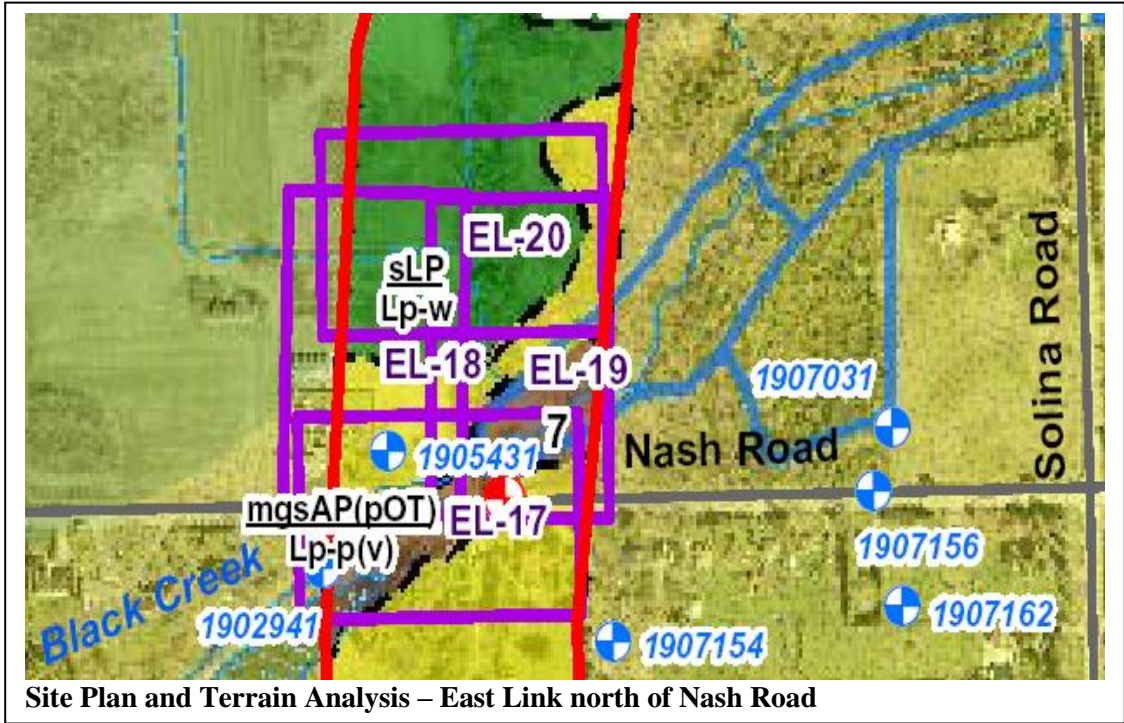 EL-20
sLP
Lp-w
EL-18
EL-19
1907031
7
1905431
Nash Road
Solina Road
mgsAP(pOT)
EL-17
Lp-p(v)
1907156
Black Creek
1902941
1907162
1907154
Site Plan and Terrain Analysis – East Link north of Nash Road